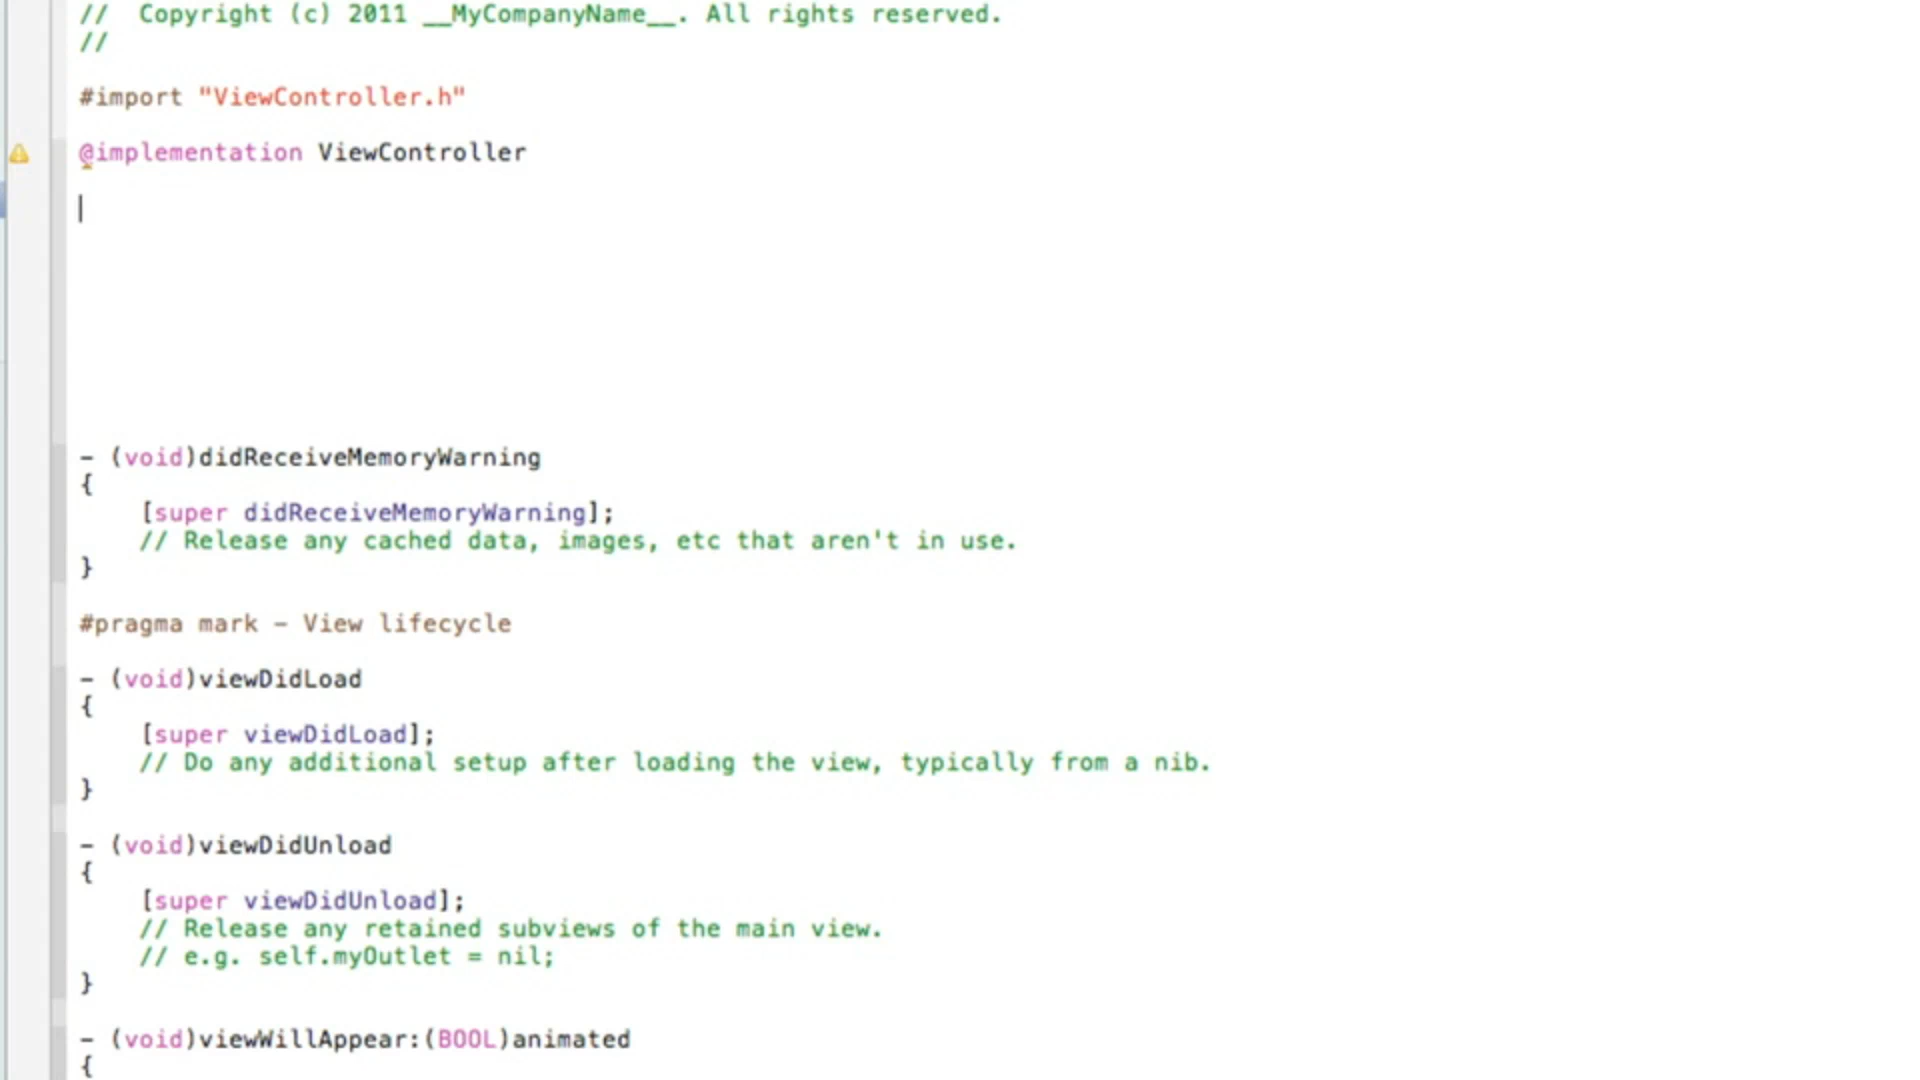 //  Copyright (c) 2011 __MyCompanyName__. All rights reserved.
//
#import "ViewController.h"
@implementation ViewController
- (void)didReceiveMemoryWarning
{
    [super didReceiveMemoryWarning];
    // Release any cached data, images, etc that aren't in use.
}
#pragma mark - View lifecycle
- (void)viewDidLoad
{
    [super viewDidLoad];
    // Do any additional setup after loading the view, typically from a nib.
}
- (void)viewDidUnload
{
    [super viewDidUnload];
    // Release any retained subviews of the main view.
    // e.g. self.myOutlet = nil;
}
- (void)viewWillAppear:(BOOL)animated
{